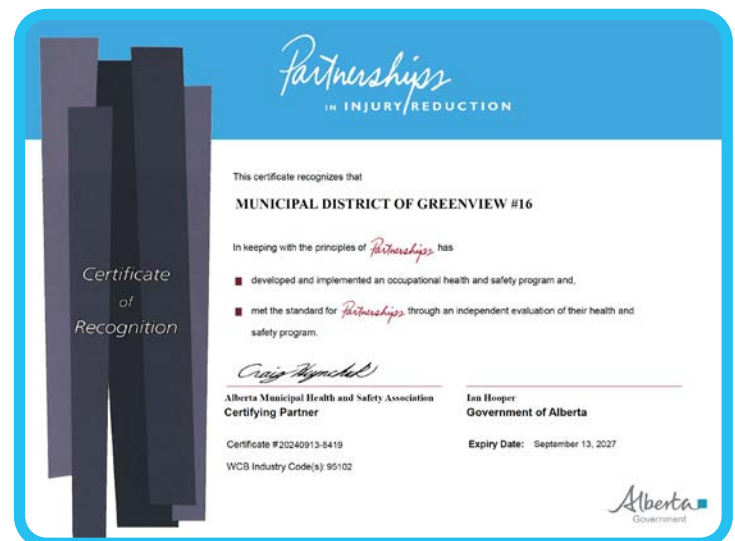 Partnerships
IN INJURY/REDUCTION
Certificate
of
Recognition
This certificate recognizes that
MUNICIPAL DISTRICT OF GREENVIEW #16
In keeping with the principles of Partnerships has
developed and implemented an occupational health and safety program and,
met the standard for Partnerships through an independent evaluation of their health and
safety program.
Alberta Municipal Health and Safety Association
Certifying Partner
Ian Hooper
Government of Alberta
Certificate #20240913-8419
Expiry Date: September 13, 2027
WCB Industry Code(s): 95102
Alberta
Government